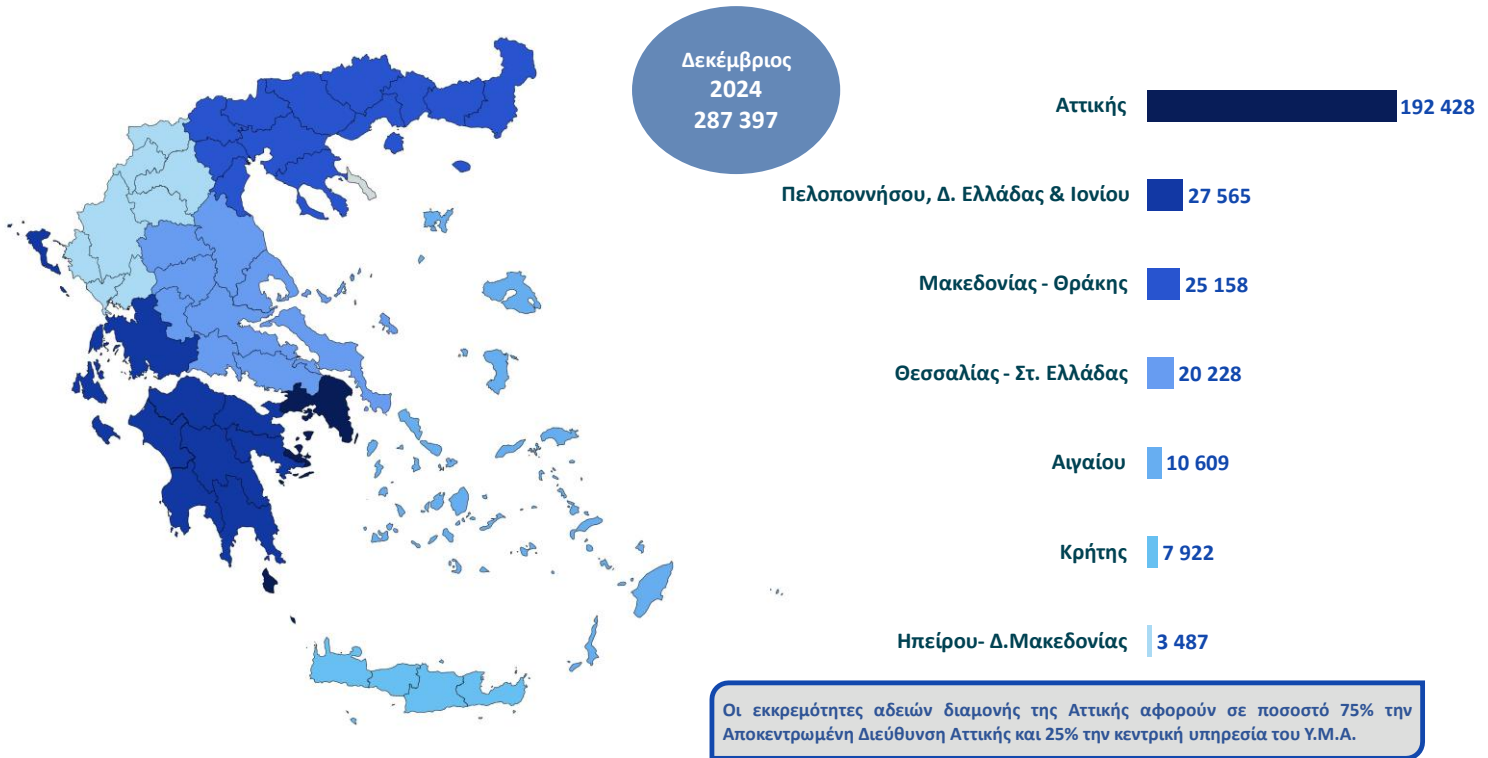 Δεκέμβριος
2024
287 397
Αττικής 192 428
Πελοποννήσου, Δ. Ελλάδας & Ιονίου 27 565
Μακεδονίας - Θράκης 25 158
Θεσσαλίας - Στ. Ελλάδας 20 228
Αιγαίου 10 609
Κρήτης 7 922
Ηπείρου- Δ.Μακεδονίας 3 487
Οι εκκρεμότητες αδειών διαμονής της Αττικής αφορούν σε ποσοστό 75% την
Αποκεντρωμένη Διεύθυνση Αττικής και 25% την κεντρική υπηρεσία του Υ.Μ.Α.